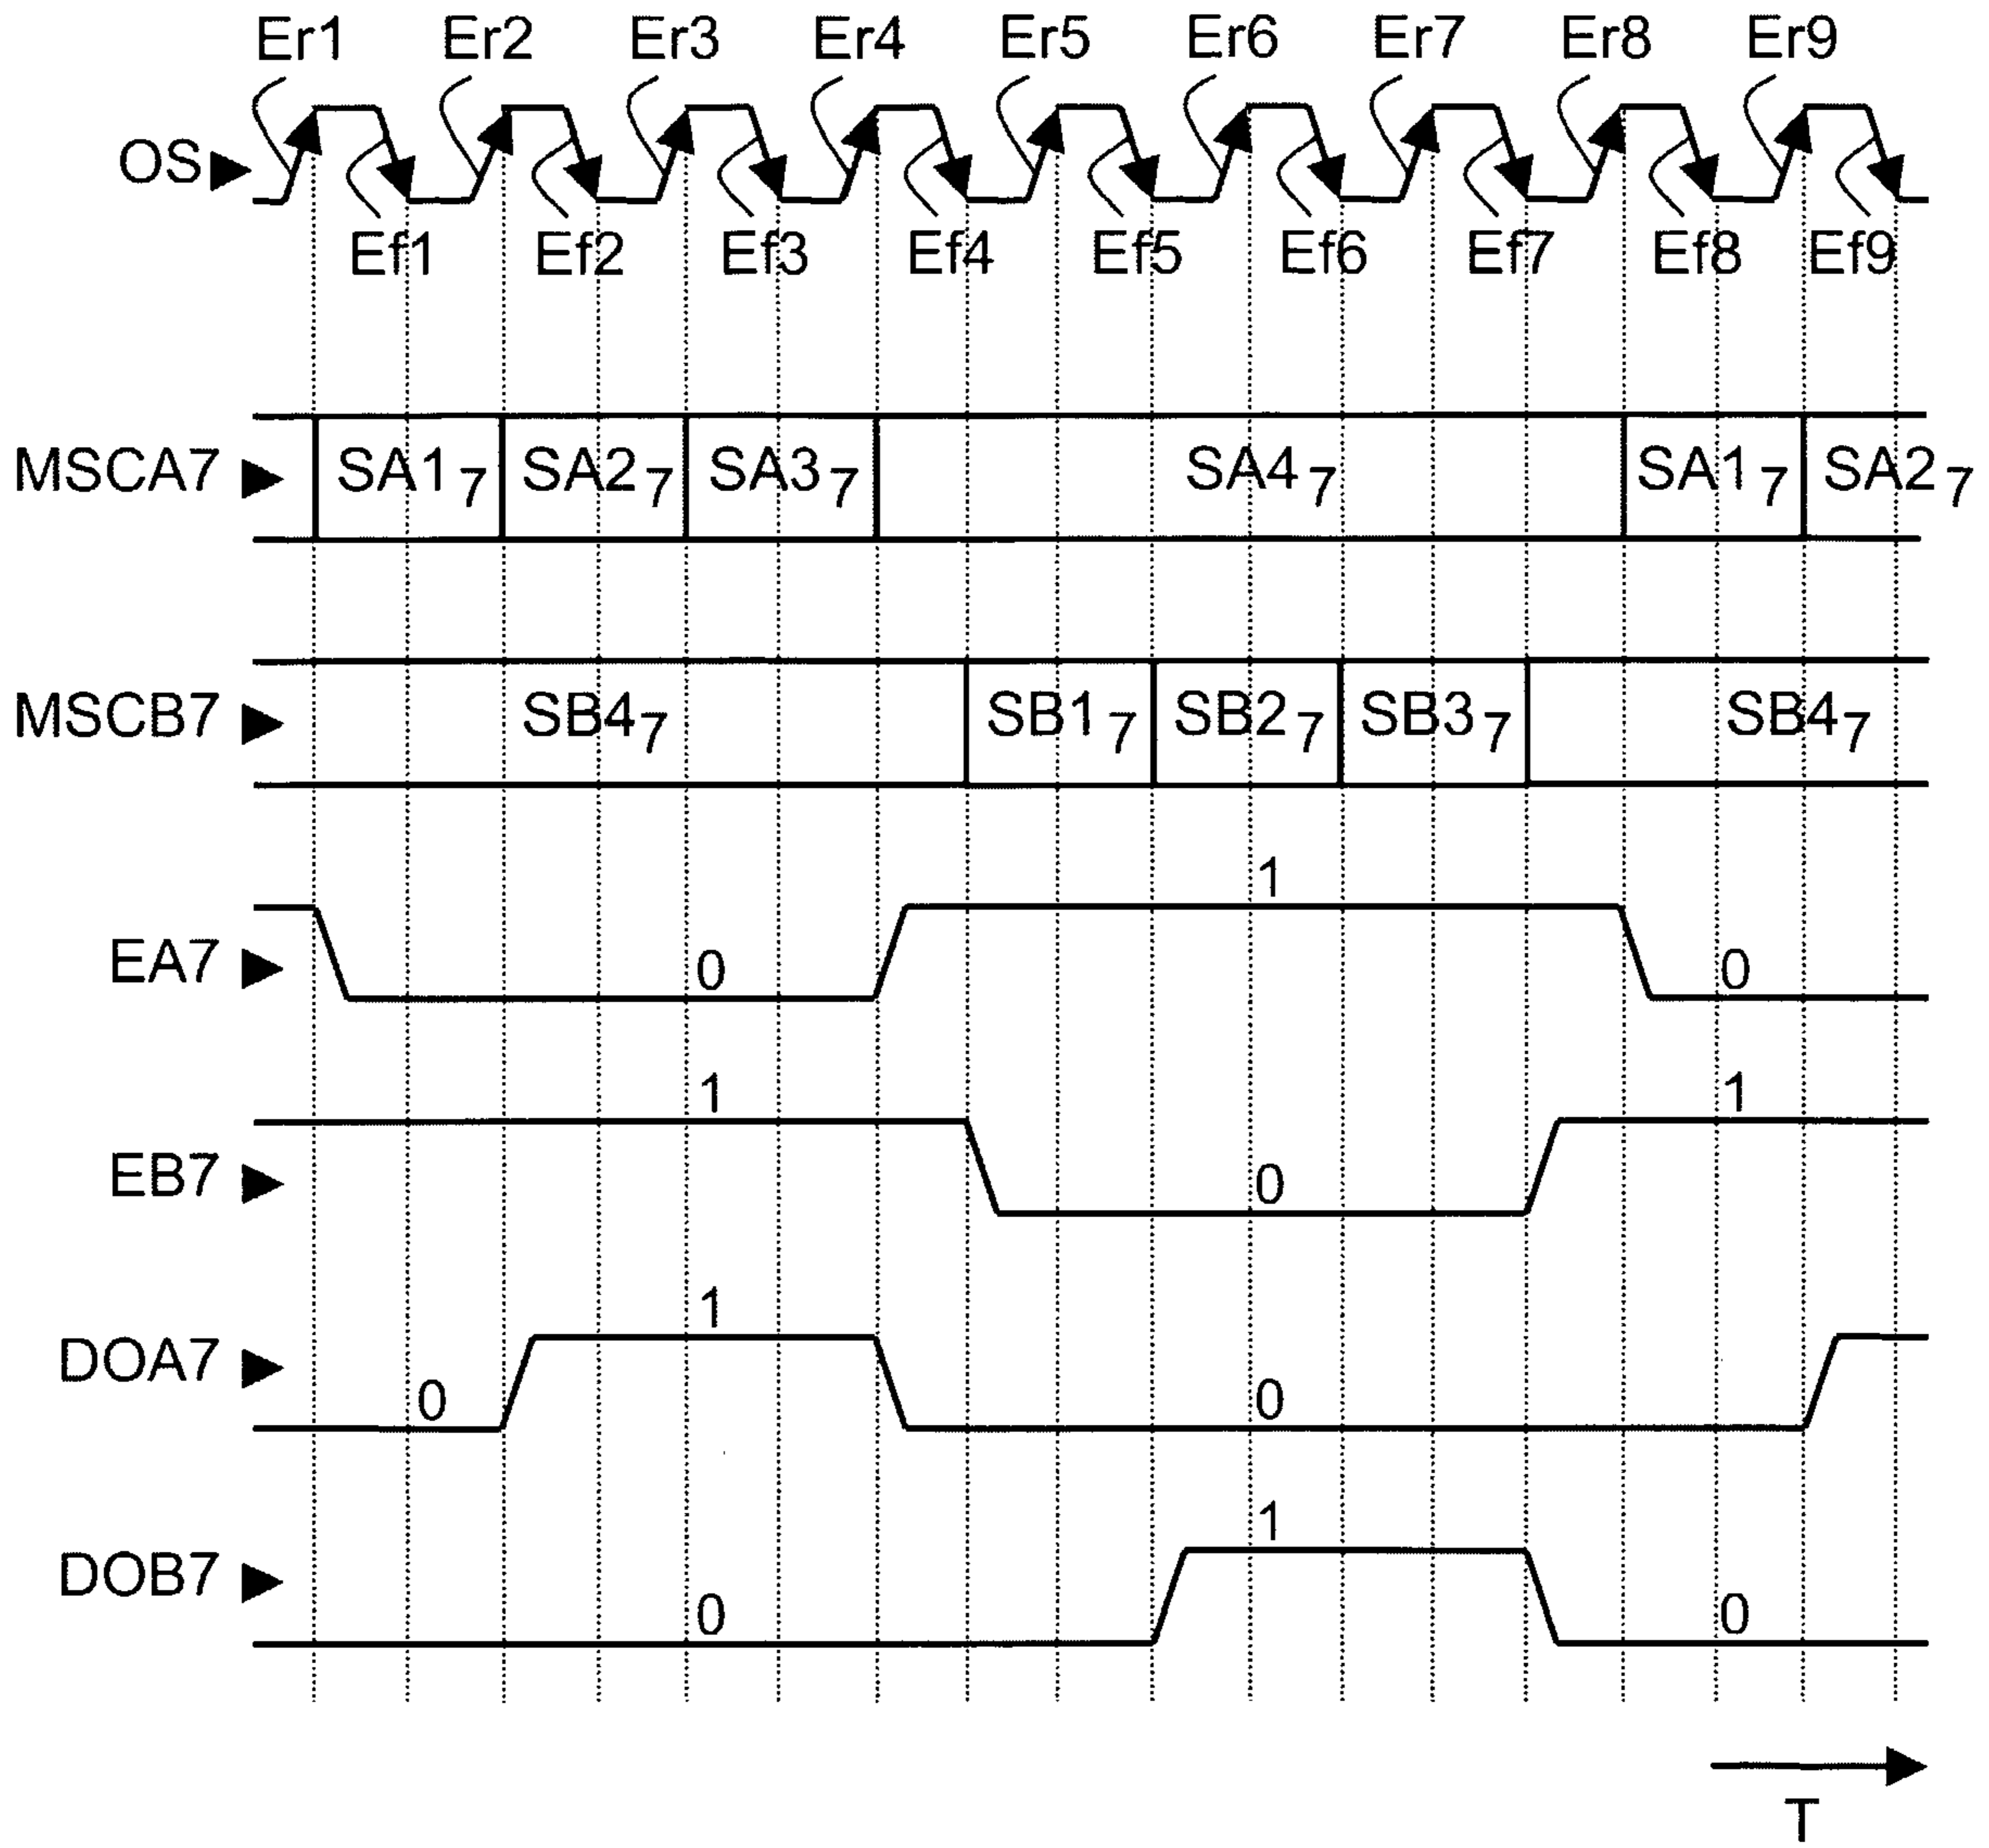 Er1 Er2 Er3 Er4 Er5 Er6 Er7 Er8 Er9
OS
Ef1 Ef2 Ef3 Ef4 Ef5 Ef6 Ef7 Ef8 Ef9
MSCA7 SA1₇ SA2₇ SA3₇ SA4₇ SA1₇ SA2₇
MSCB7 SB4₇ SB1₇ SB2₇ SB3₇ SB4₇
1
EA7 0 0
1 1
EB7 0
1
DOA7 0 0
1
DOB7 0 0
T